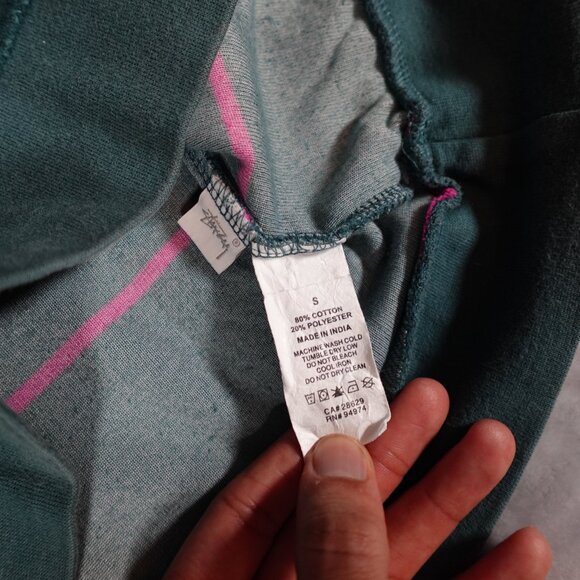 Stüssy
®
S
80% COTTON
20% POLYESTER
MADE IN INDIA
MACHINE WASH COLD
TUMBLE DRY LOW
DO NOT BLEACH
COOL IRON
DO NOT DRY CLEAN
CA# 28629
RN# 94974